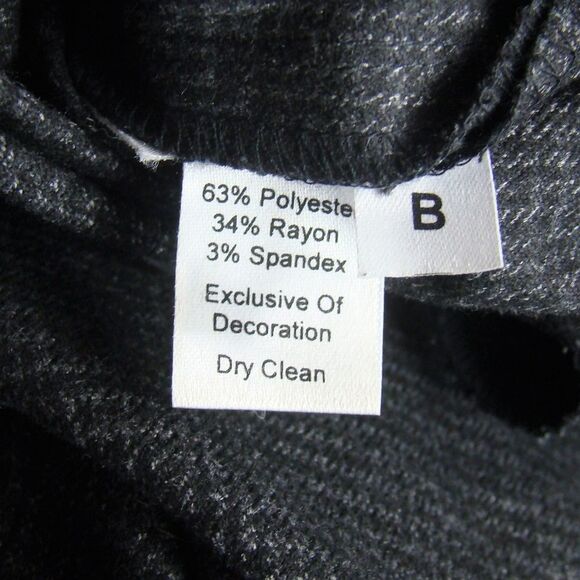 63% Polyeste
34% Rayon
3% Spandex
Exclusive Of
Decoration
Dry Clean
B